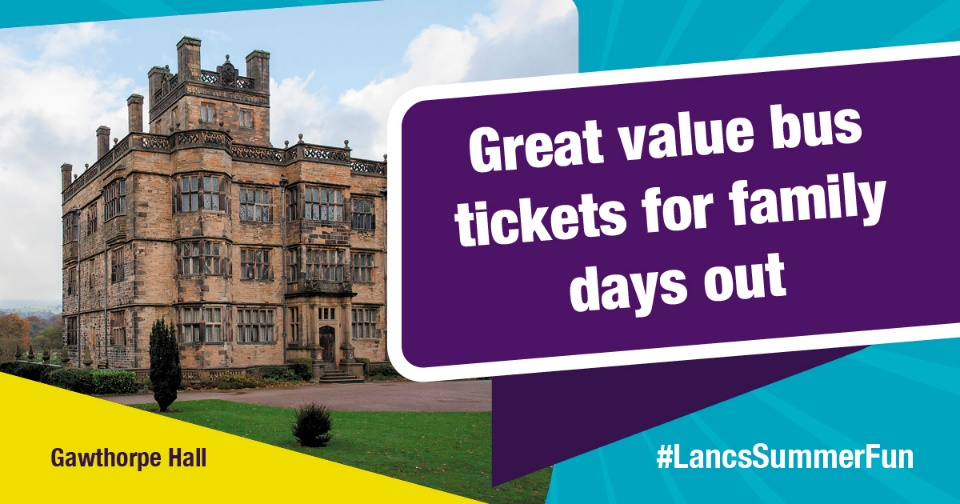 Great value bus
tickets for family
days out
Gawthorpe Hall
#LancsSummerFun